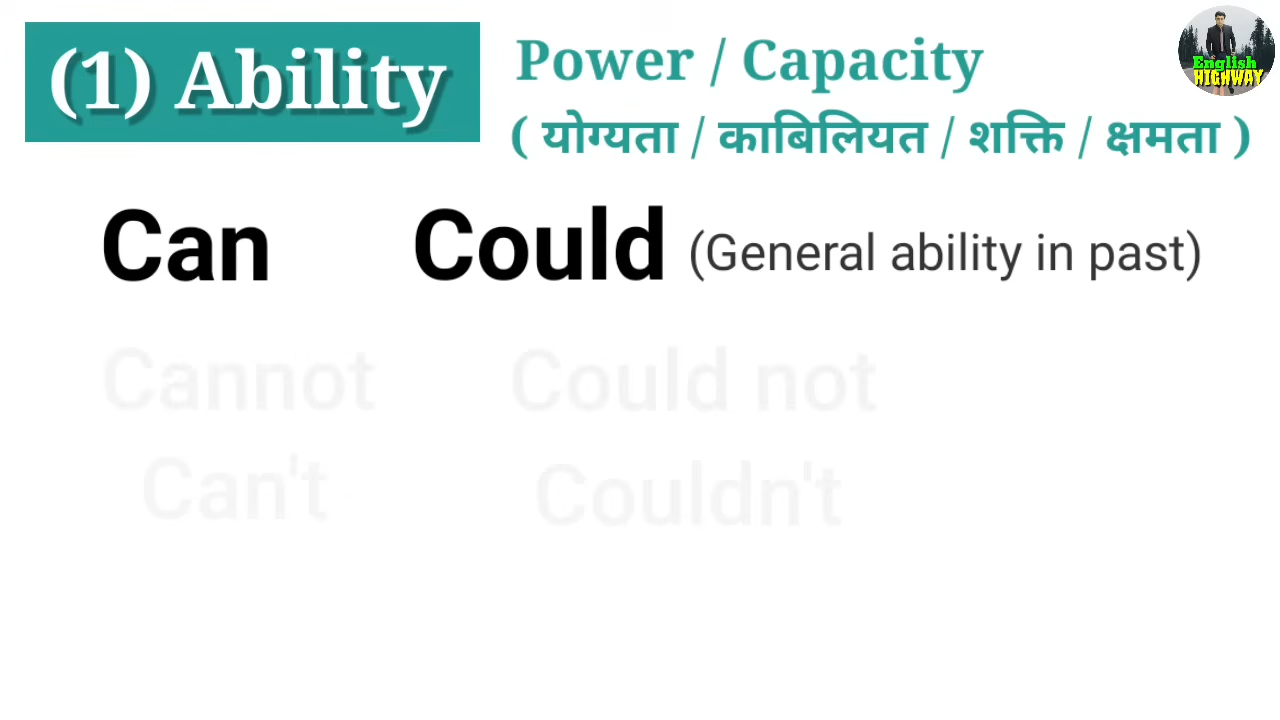 (1) Ability
Power / Capacity
( योग्यता / काबिलियत / शक्ति / क्षमता )
English
HIGHWAY
Can Could (General ability in past)
Cannot Could not
Can't Couldn't